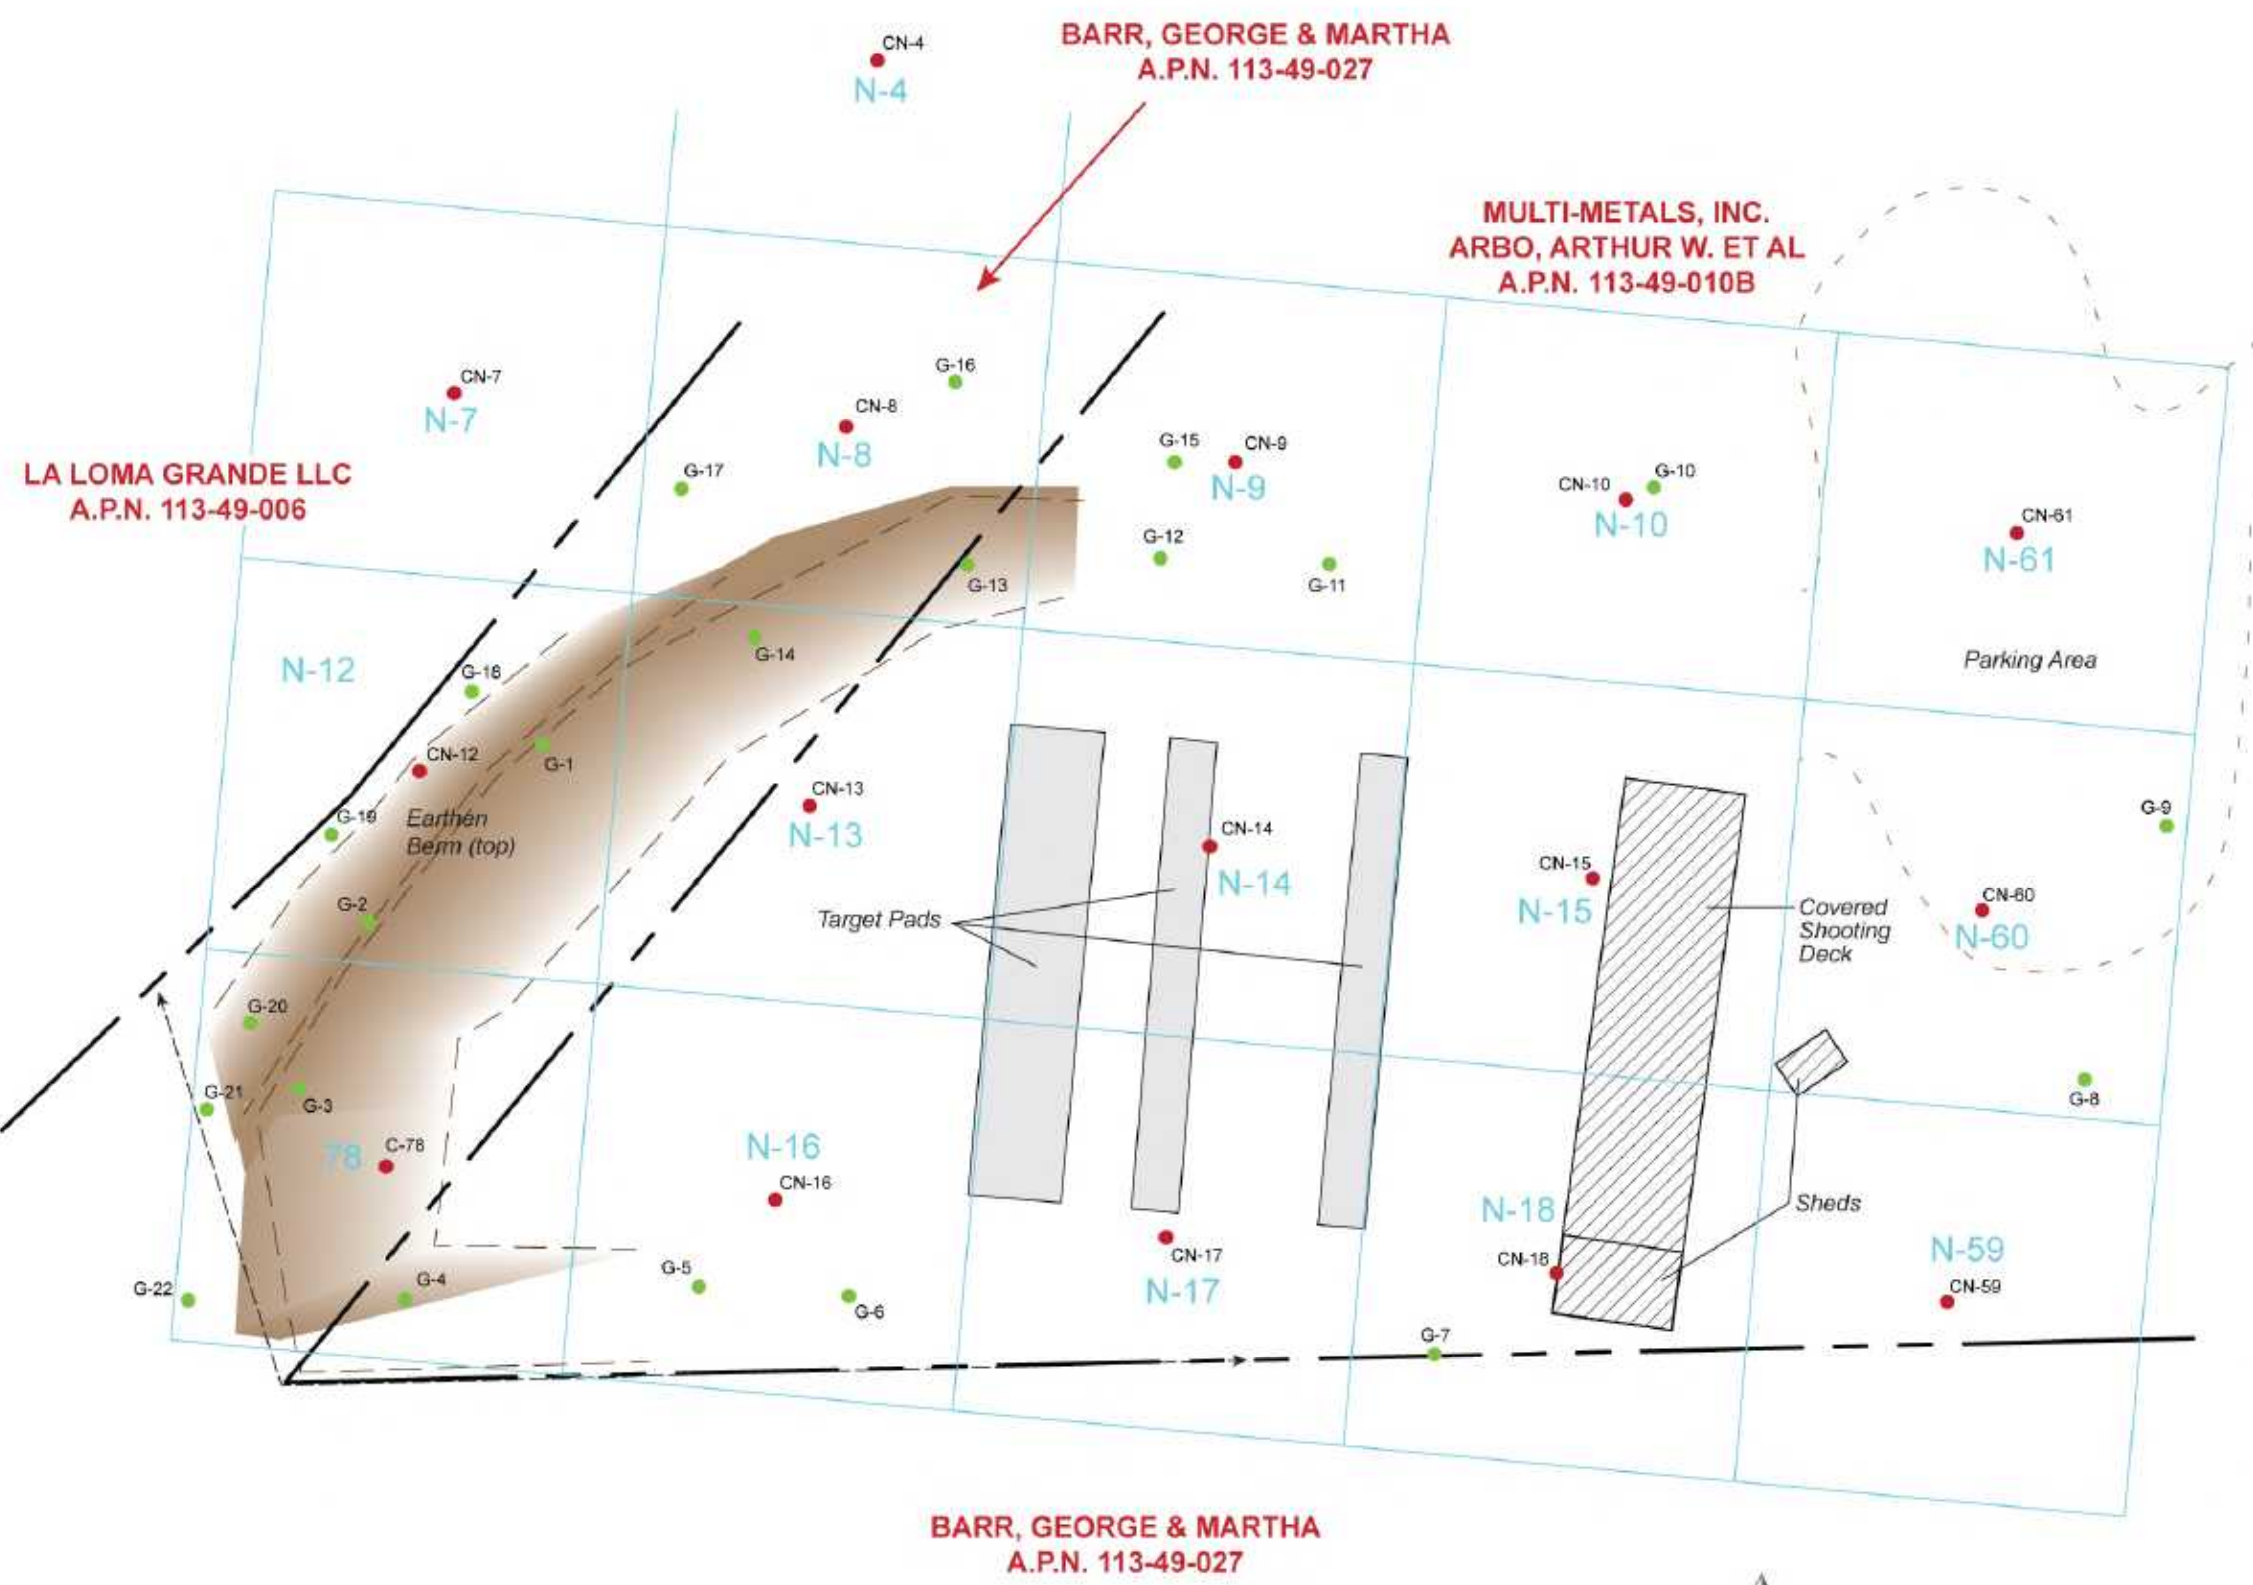 CN-4
N-4
BARR, GEORGE & MARTHA
A.P.N. 113-49-027
MULTI-METALS, INC.
ARBO, ARTHUR W. ET AL
A.P.N. 113-49-010B
CN-7
N-7
G-16
CN-8
N-8
G-17
G-15
CN-9
N-9
CN-10
G-10
N-10
CN-61
N-61
LA LOMA GRANDE LLC
A.P.N. 113-49-006
G-12
G-11
G-13
G-14
N-12
G-18
Parking Area
CN-12
G-1
CN-13
N-13
G-19
Earthen
Berm (top)
CN-14
N-14
G-9
CN-15
N-15
G-2
Target Pads
Covered
Shooting
Deck
CN-60
N-60
G-20
G-21
G-3
G-8
78
C-78
N-16
CN-16
N-18
Sheds
CN-17
N-17
CN-18
N-59
CN-59
G-22
G-4
G-5
G-6
G-7
BARR, GEORGE & MARTHA
A.P.N. 113-49-027